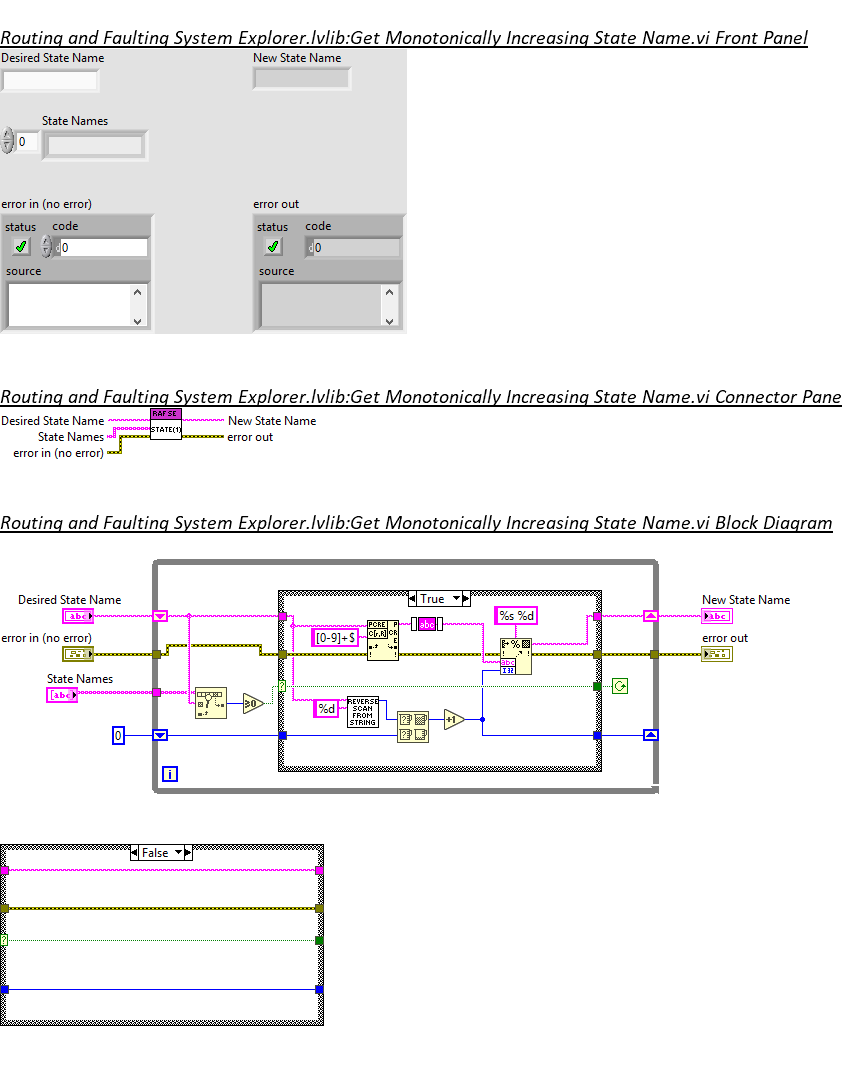 Routing and Faulting System Explorer.lvlib:Get Monotonically Increasing State Name.vi Front Panel
Desired State Name
New State Name
State Names
0
error in (no error)
error out
status code
status code
d0
d0
source
source
Routing and Faulting System Explorer.lvlib:Get Monotonically Increasing State Name.vi Connector Pane
RAFSE
Desired State Name
New State Name
STATE(1)
State Names
error out
error in (no error)
Routing and Faulting System Explorer.lvlib:Get Monotonically Increasing State Name.vi Block Diagram
Desired State Name
True
New State Name
abc
[0-9]+$
PCRE
abc
%s %d
abc
error in (no error)
error out
State Names
[abc]
≥0
?
%d
REVERSE
SCAN
FROM
STRING
abc
I32
0
+1
i
False
?